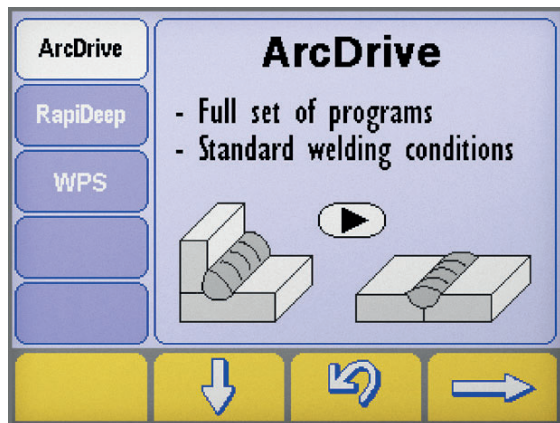 ArcDrive
RapiDeep
WPS
ArcDrive
- Full set of programs
- Standard welding conditions